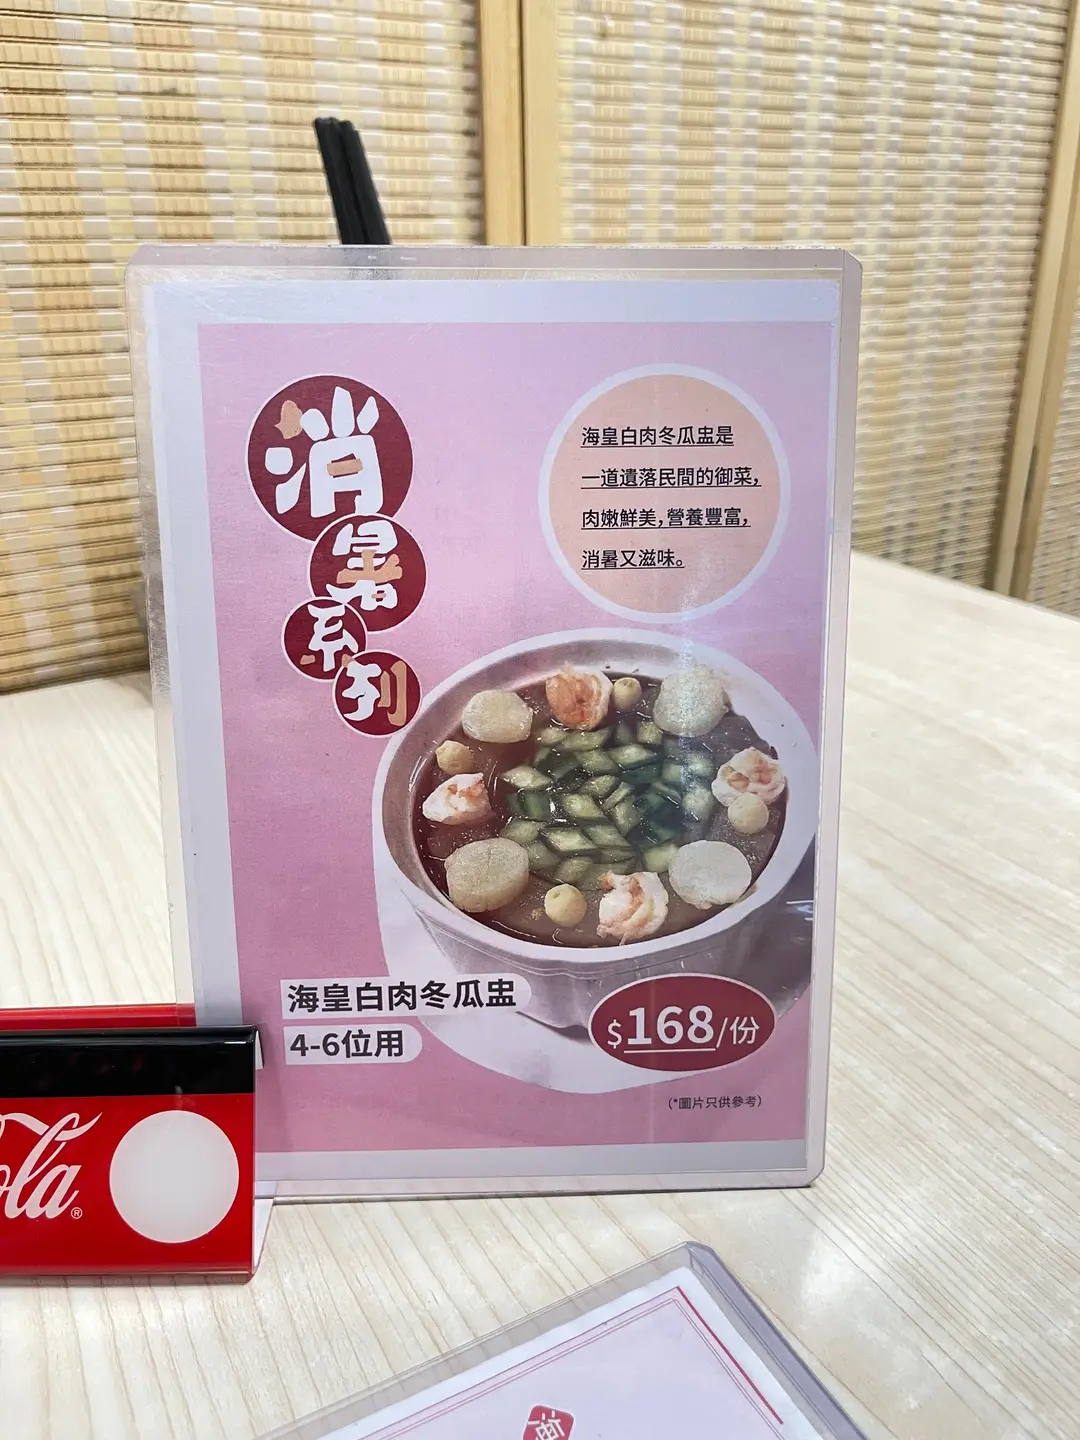 消暑系列
海皇白肉冬瓜盅是
一道遺落民間的御菜,
肉嫩鮮美,營養豐富,
消暑又滋味。
海皇白肉冬瓜盅
4-6位用
$168/份
(*圖片只供參考)
ola®
海